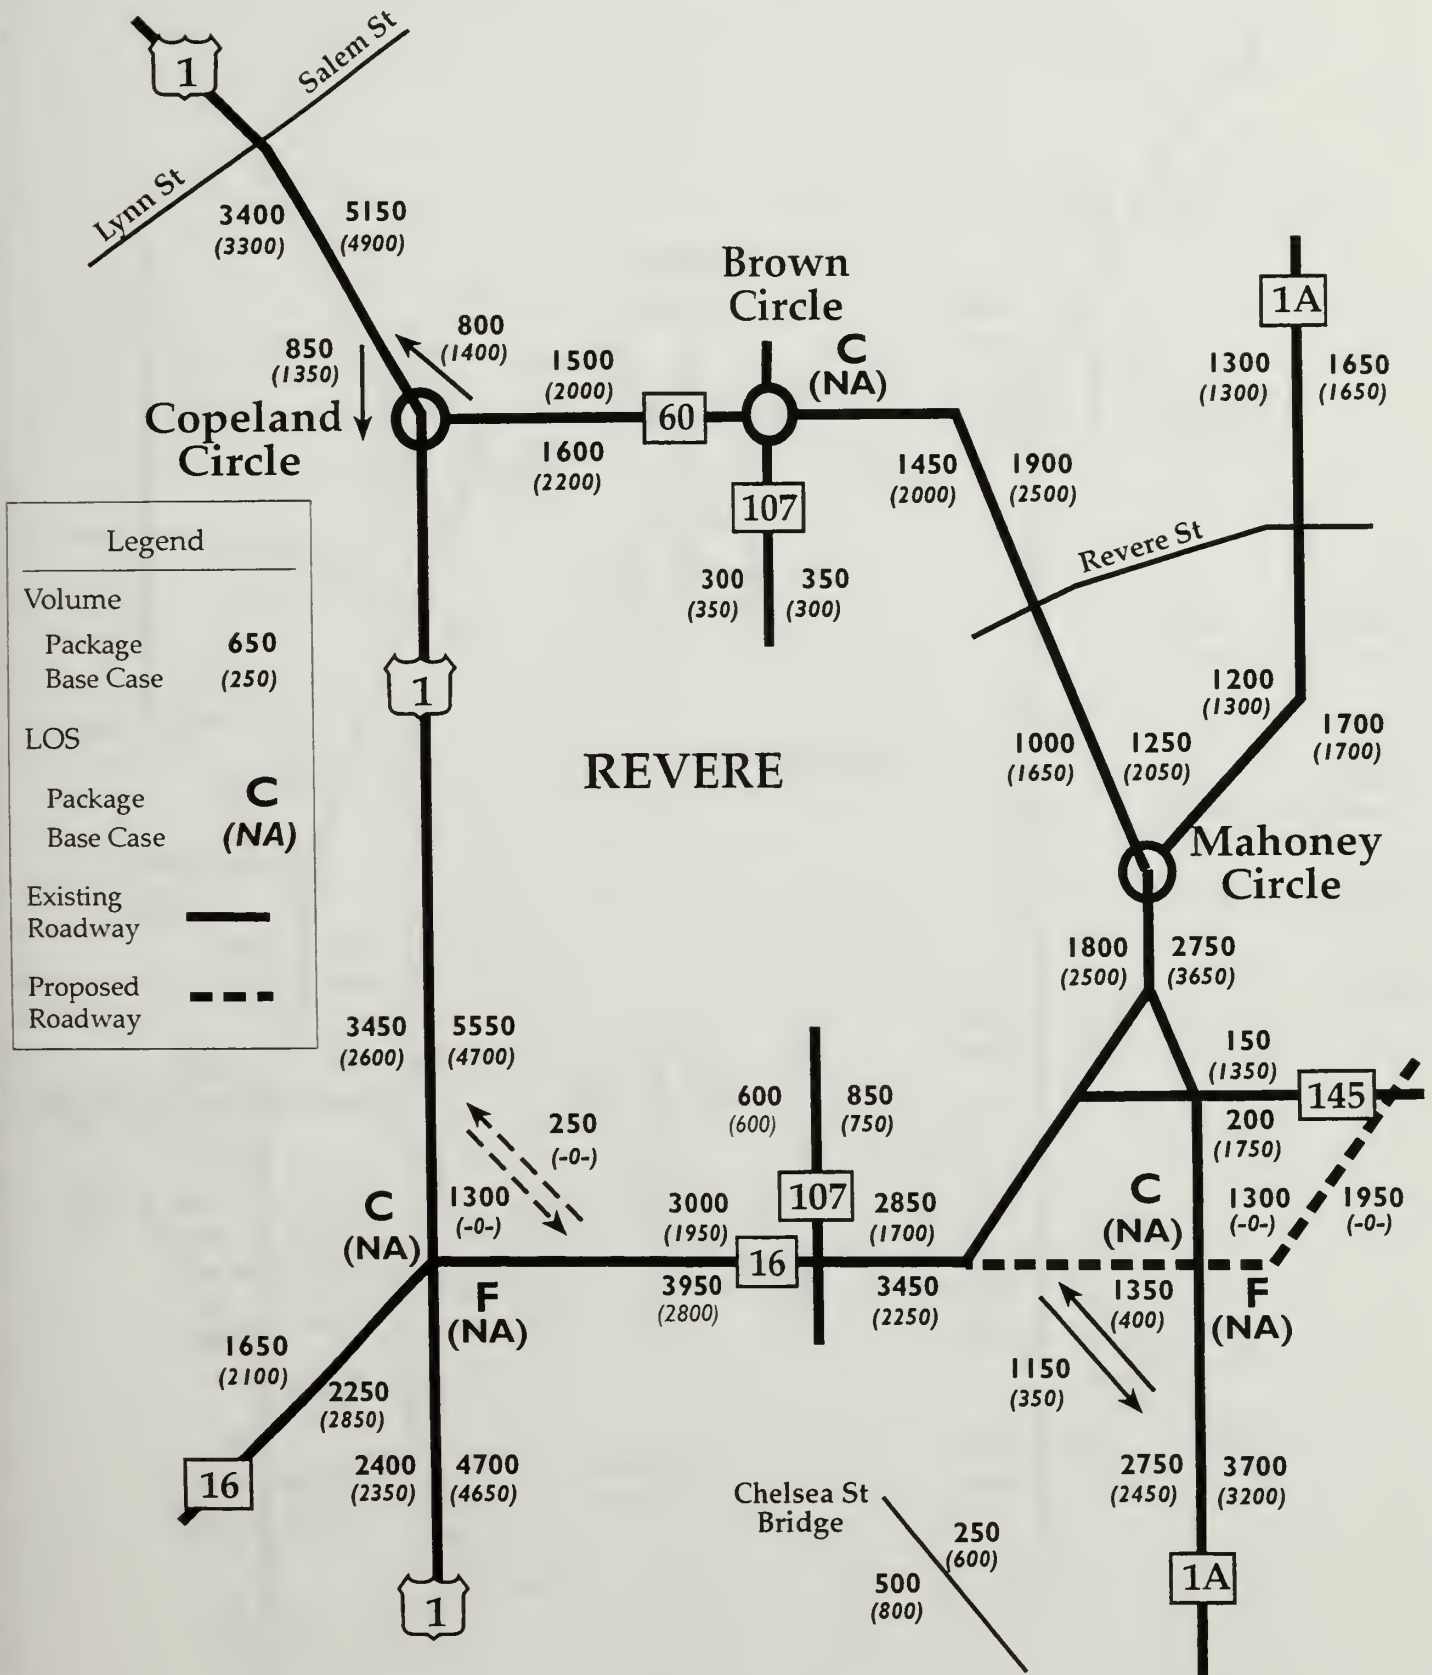 1
Salem St
Lynn St
3400
(3300)
5150
(4900)
Brown
Circle
1A
850
(1350)
800
(1400)
1500
(2000)
C
(NA)
1300
(1300)
1650
(1650)
Copeland
Circle
60
1600
(2200)
1450
(2000)
1900
(2500)
107
Revere St
300
(350)
350
(300)
Legend
Volume
Package 650
Base Case (250)
LOS
Package C
Base Case (NA)
Existing
Roadway
Proposed
Roadway
1
REVERE
1200
(1300)
1700
(1700)
1000
(1650)
1250
(2050)
Mahoney
Circle
1800
(2500)
2750
(3650)
3450
(2600)
5550
(4700)
150
(1350)
145
200
(1750)
600
(600)
850
(750)
250
(-0-)
1300
(-0-)
C
(NA)
3000
(1950)
107
2850
(1700)
C
(NA)
1300
(-0-)
1950
(-0-)
16
F
(NA)
3950
(2800)
3450
(2250)
1350
(400)
F
(NA)
1150
(350)
1650
(2100)
2250
(2850)
16
2400
(2350)
4700
(4650)
2750
(2450)
3700
(3200)
Chelsea St
Bridge
250
(600)
500
(800)
1
1A